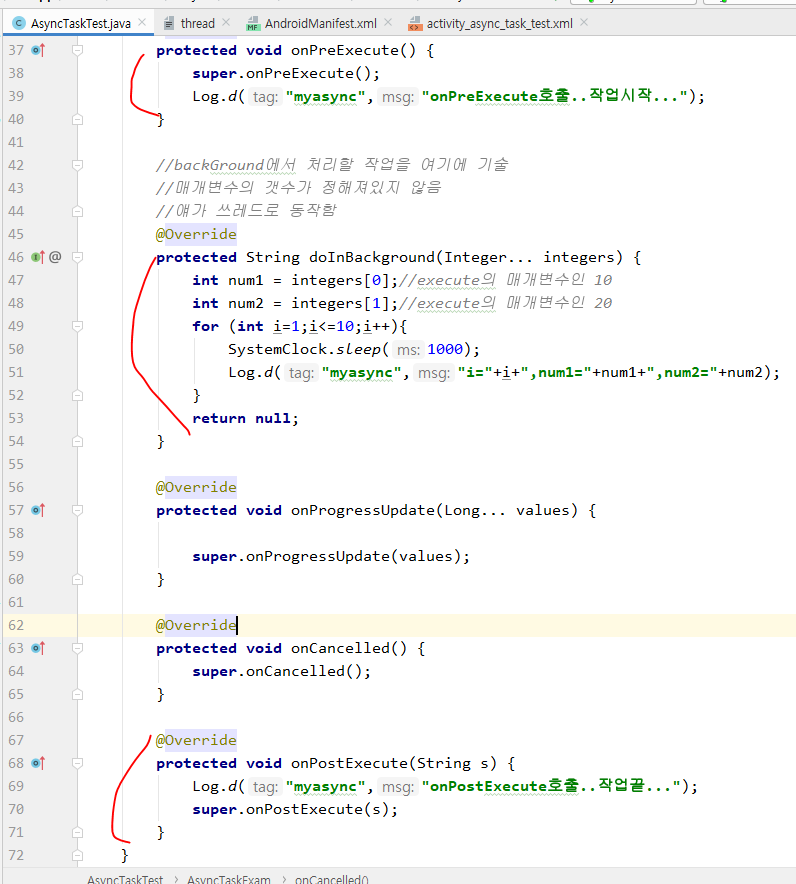 AsyncTaskTest.java thread AndroidManifest.xml activity_async_task_test.xml
37 protected void onPreExecute() {
38 super.onPreExecute();
39 Log.d( tag: "myasync", msg: "onPreExecute호출..작업시작...");
40 }
41
42 //backGround에서 처리할 작업을 여기에 기술
43 //매개변수의 갯수가 정해져있지 않음
44 //얘가 쓰레드로 동작함
45 @Override
46 @ protected String doInBackground(Integer... integers) {
47 int num1 = integers[0];//execute의 매개변수인 10
48 int num2 = integers[1];//execute의 매개변수인 20
49 for (int i=1;i<=10;i++){
50 SystemClock.sleep( ms: 1000);
51 Log.d( tag: "myasync", msg: "i="+i+",num1="+num1+",num2="+num2);
52 }
53 return null;
54 }
55
56 @Override
57 protected void onProgressUpdate(Long... values) {
58
59 super.onProgressUpdate(values);
60 }
61
62 @Override
63 protected void onCancelled() {
64 super.onCancelled();
65 }
66
67 @Override
68 protected void onPostExecute(String s) {
69 Log.d( tag: "myasync", msg: "onPostExecute호출..작업끝...");
70 super.onPostExecute(s);
71 }
72 }
AsyncTaskTest > AsyncTaskExam > onCancelled()